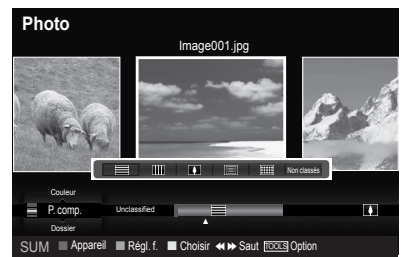 Photo
Image001.jpg
Non classés
Couleur
P. comp.
Unclassified
Dossier
SUM Appareil Régl. f. Choisir Saut TOOLS Option